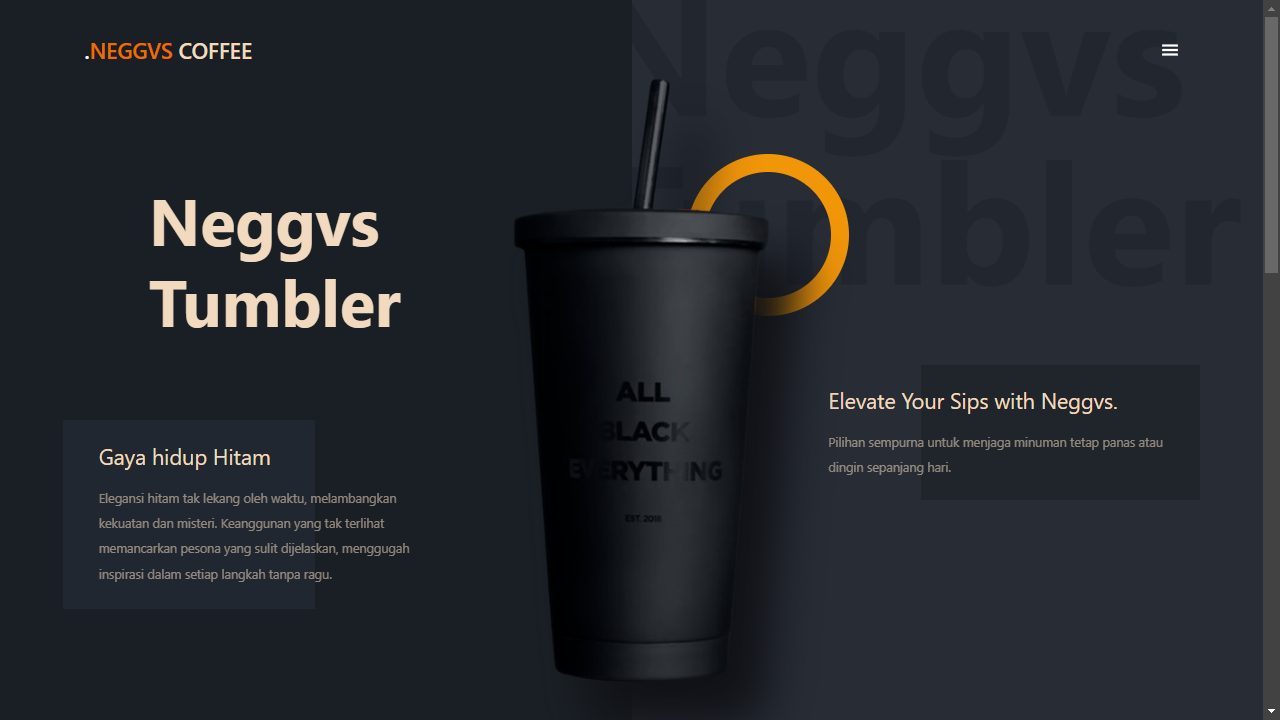 .NEGGVS COFFEE
Neggvs
Tumbler
Neggvs
Tumbler
ALL
BLACK
EVERYTHING
EST. 2018
Elevate Your Sips with Neggvs.
Pilihan sempurna untuk menjaga minuman tetap panas atau
dingin sepanjang hari.
Gaya hidup Hitam
Elegansi hitam tak lekang oleh waktu, melambangkan
kekuatan dan misteri. Keanggunan yang tak terlihat
memancarkan pesona yang sulit dijelaskan, menggugah
inspirasi dalam setiap langkah tanpa ragu.